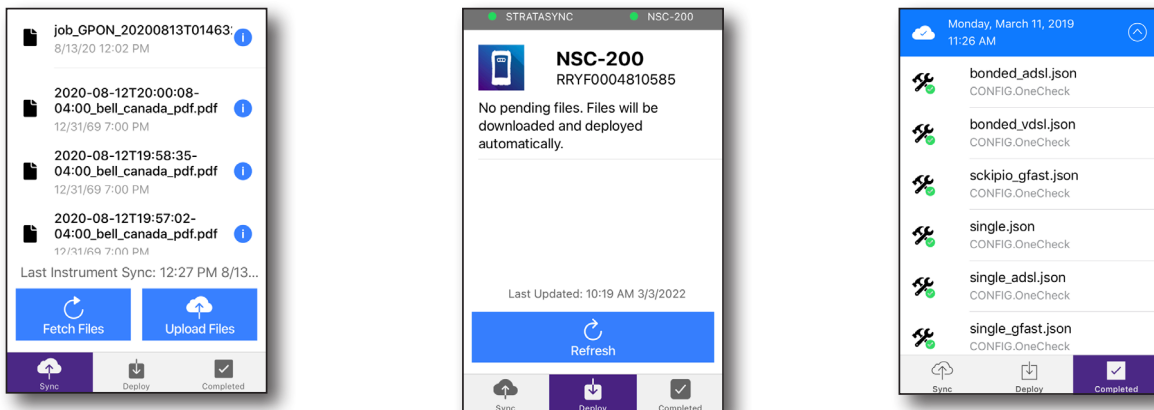 job_GPON_20200813T01463
8/13/20 12:02 PM
2020-08-12T20:00:08-
04:00_bell_canada_pdf.pdf
12/31/69 7:00 PM
2020-08-12T19:58:35-
04:00_bell_canada_pdf.pdf
12/31/69 7:00 PM
2020-08-12T19:57:02-
04:00_bell_canada_pdf.pdf
12/31/69 7:00 PM
Last Instrument Sync: 12:27 PM 8/13...
Fetch Files
Upload Files
Sync
Deploy
Completed
STRATASYNC
NSC-200
NSC-200
RRYF0004810585
No pending files. Files will be
downloaded and deployed
automatically.
Last Updated: 10:19 AM 3/3/2022
Refresh
Sync
Deploy
Completed
Monday, March 11, 2019
11:26 AM
bonded_adsl.json
CONFIG.OneCheck
bonded_vdsl.json
CONFIG.OneCheck
sckipio_gfast.json
CONFIG.OneCheck
single.json
CONFIG.OneCheck
single_adsl.json
CONFIG.OneCheck
single_gfast.json
CONFIG.OneCheck
Sync
Deploy
Completed